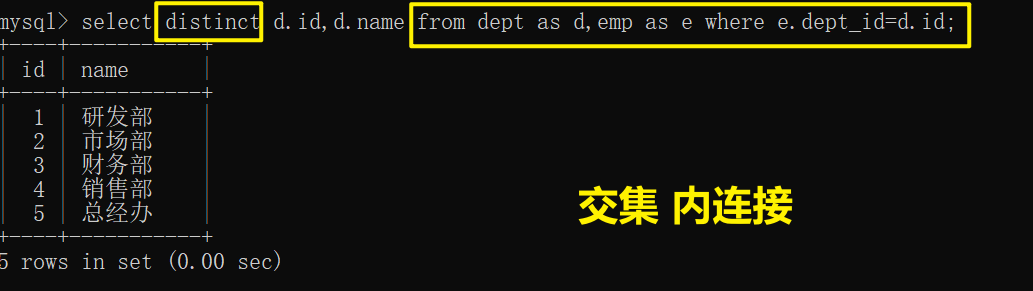 mysql> select distinct d.id,d.name from dept as d,emp as e where e.dept_id=d.id;
+----+-----------+
| id | name      |
+----+-----------+
|  1 | 研发部    |
|  2 | 市场部    |
|  3 | 财务部    |
|  4 | 销售部    |
|  5 | 总经办    |
+----+-----------+
5 rows in set (0.00 sec)
交集 内连接